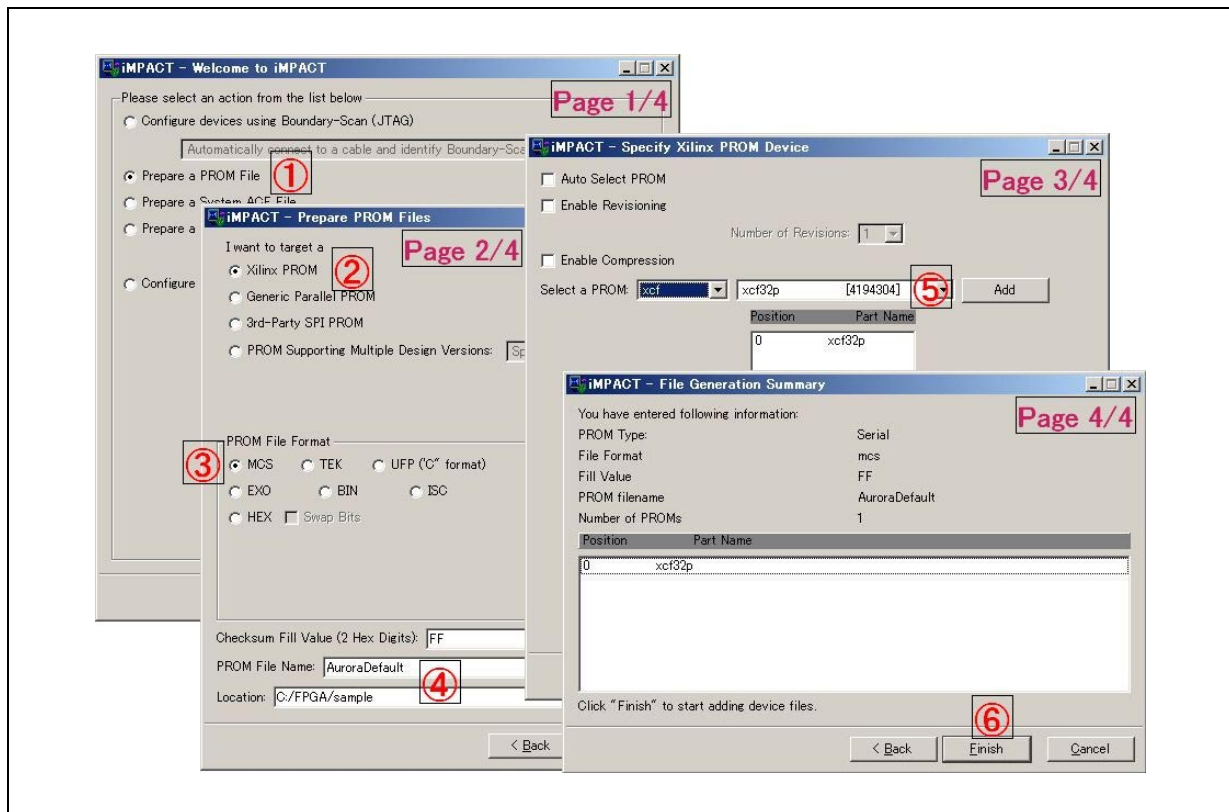 iMPACT - Welcome to iMPACT
Page 1/4
Please select an action from the list below
Configure devices using Boundary-Scan (JTAG)
Automatically connect to a cable and identify Boundary-Sca
① Prepare a PROM File
Prepare a System ACE File
Prepare a
Configure
iMPACT - Prepare PROM Files
Page 2/4
I want to target a
② Xilinx PROM
Generic Parallel PROM
3rd-Party SPI PROM
PROM Supporting Multiple Design Versions: Sp
PROM File Format
③ MCS TEK UFP ("C" format)
EXO BIN ISC
HEX Swap Bits
Checksum Fill Value (2 Hex Digits): FF
PROM File Name: AuroraDefault
④
Location: C:/FPGA/sample
< Back
iMPACT - Specify Xilinx PROM Device
Page 3/4
Auto Select PROM
Enable Revisioning
Number of Revisions: 1
Enable Compression
Select a PROM: xcf xcf32p [4194304] ⑤ Add
Position Part Name
0 xcf32p
iMPACT - File Generation Summary
Page 4/4
You have entered following information:
PROM Type: Serial
File Format mcs
Fill Value FF
PROM filename AuroraDefault
Number of PROMs 1
Position Part Name
0 xcf32p
Click "Finish" to start adding device files.
⑥
< Back Finish Cancel